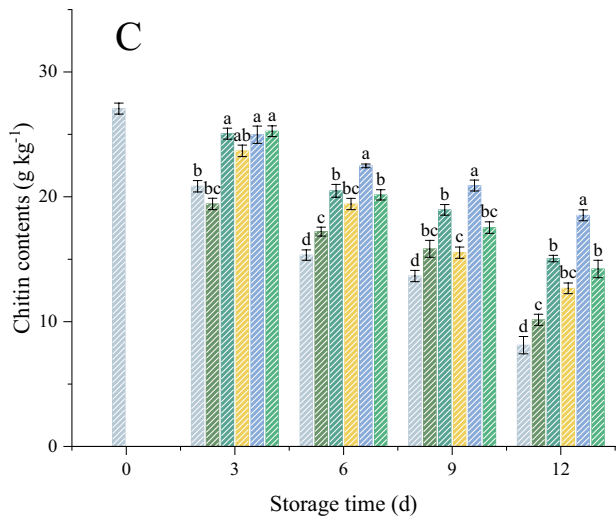 C
30
20
10
0
Chitin contents (g kg⁻¹)
b
bc
a
ab
a
a
d
c
b
bc
a
b
d
bc
b
c
a
bc
d
c
b
bc
a
b
0 3 6 9 12
Storage time (d)